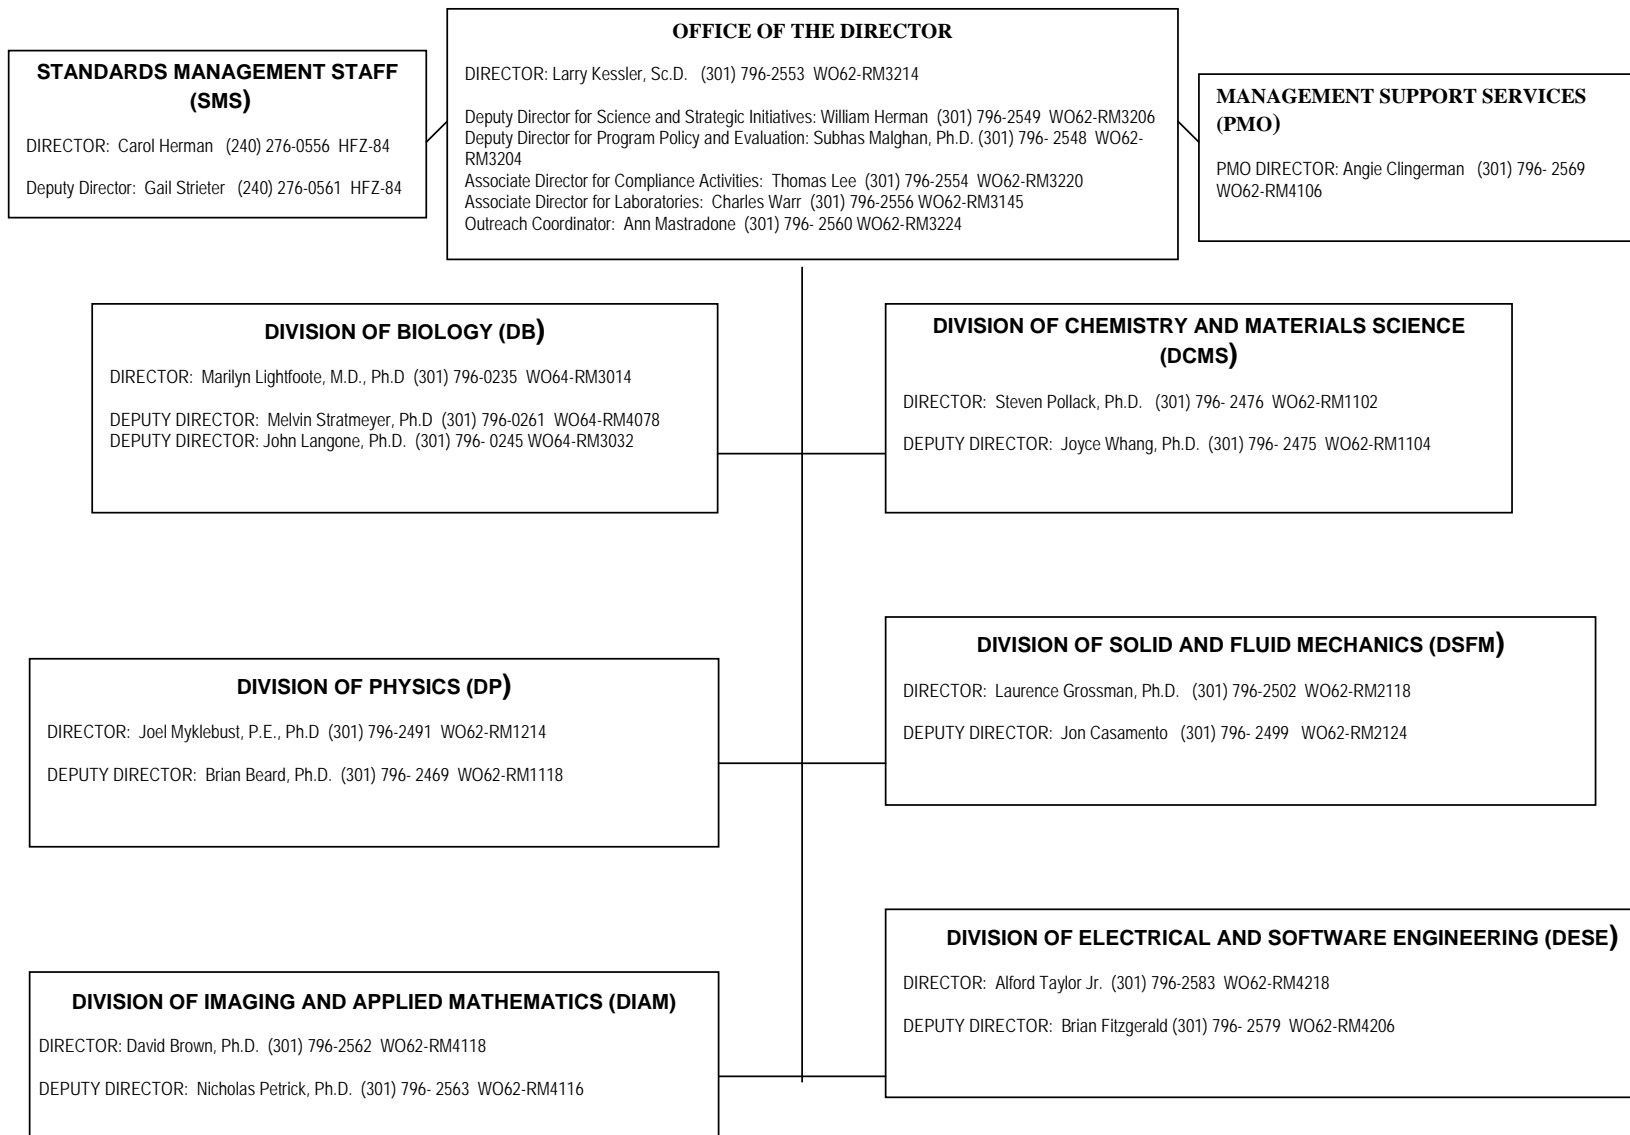 STANDARDS MANAGEMENT STAFF
(SMS)
DIRECTOR: Carol Herman (240) 276-0556 HFZ-84
Deputy Director: Gail Strieter (240) 276-0561 HFZ-84
OFFICE OF THE DIRECTOR
DIRECTOR: Larry Kessler, Sc.D. (301) 796-2553 WO62-RM3214
Deputy Director for Science and Strategic Initiatives: William Herman (301) 796-2549 WO62-RM3206
Deputy Director for Program Policy and Evaluation: Subhas Malghan, Ph.D. (301) 796- 2548 WO62-
RM3204
Associate Director for Compliance Activities: Thomas Lee (301) 796-2554 WO62-RM3220
Associate Director for Laboratories: Charles Warr (301) 796-2556 WO62-RM3145
Outreach Coordinator: Ann Mastradone (301) 796- 2560 WO62-RM3224
MANAGEMENT SUPPORT SERVICES
(PMO)
PMO DIRECTOR: Angie Clingerman (301) 796- 2569
WO62-RM4106
DIVISION OF BIOLOGY (DB)
DIRECTOR: Marilyn Lightfoote, M.D., Ph.D (301) 796-0235 WO64-RM3014
DEPUTY DIRECTOR: Melvin Stratmeyer, Ph.D (301) 796-0261 WO64-RM4078
DEPUTY DIRECTOR: John Langone, Ph.D. (301) 796- 0245 WO64-RM3032
DIVISION OF CHEMISTRY AND MATERIALS SCIENCE
(DCMS)
DIRECTOR: Steven Pollack, Ph.D. (301) 796- 2476 WO62-RM1102
DEPUTY DIRECTOR: Joyce Whang, Ph.D. (301) 796- 2475 WO62-RM1104
DIVISION OF PHYSICS (DP)
DIRECTOR: Joel Myklebust, P.E., Ph.D (301) 796-2491 WO62-RM1214
DEPUTY DIRECTOR: Brian Beard, Ph.D. (301) 796- 2469 WO62-RM1118
DIVISION OF SOLID AND FLUID MECHANICS (DSFM)
DIRECTOR: Laurence Grossman, Ph.D. (301) 796-2502 WO62-RM2118
DEPUTY DIRECTOR: Jon Casamento (301) 796- 2499 WO62-RM2124
DIVISION OF IMAGING AND APPLIED MATHEMATICS (DIAM)
DIRECTOR: David Brown, Ph.D. (301) 796-2562 WO62-RM4118
DEPUTY DIRECTOR: Nicholas Petrick, Ph.D. (301) 796- 2563 WO62-RM4116
DIVISION OF ELECTRICAL AND SOFTWARE ENGINEERING (DESE)
DIRECTOR: Alford Taylor Jr. (301) 796-2583 WO62-RM4218
DEPUTY DIRECTOR: Brian Fitzgerald (301) 796- 2579 WO62-RM4206